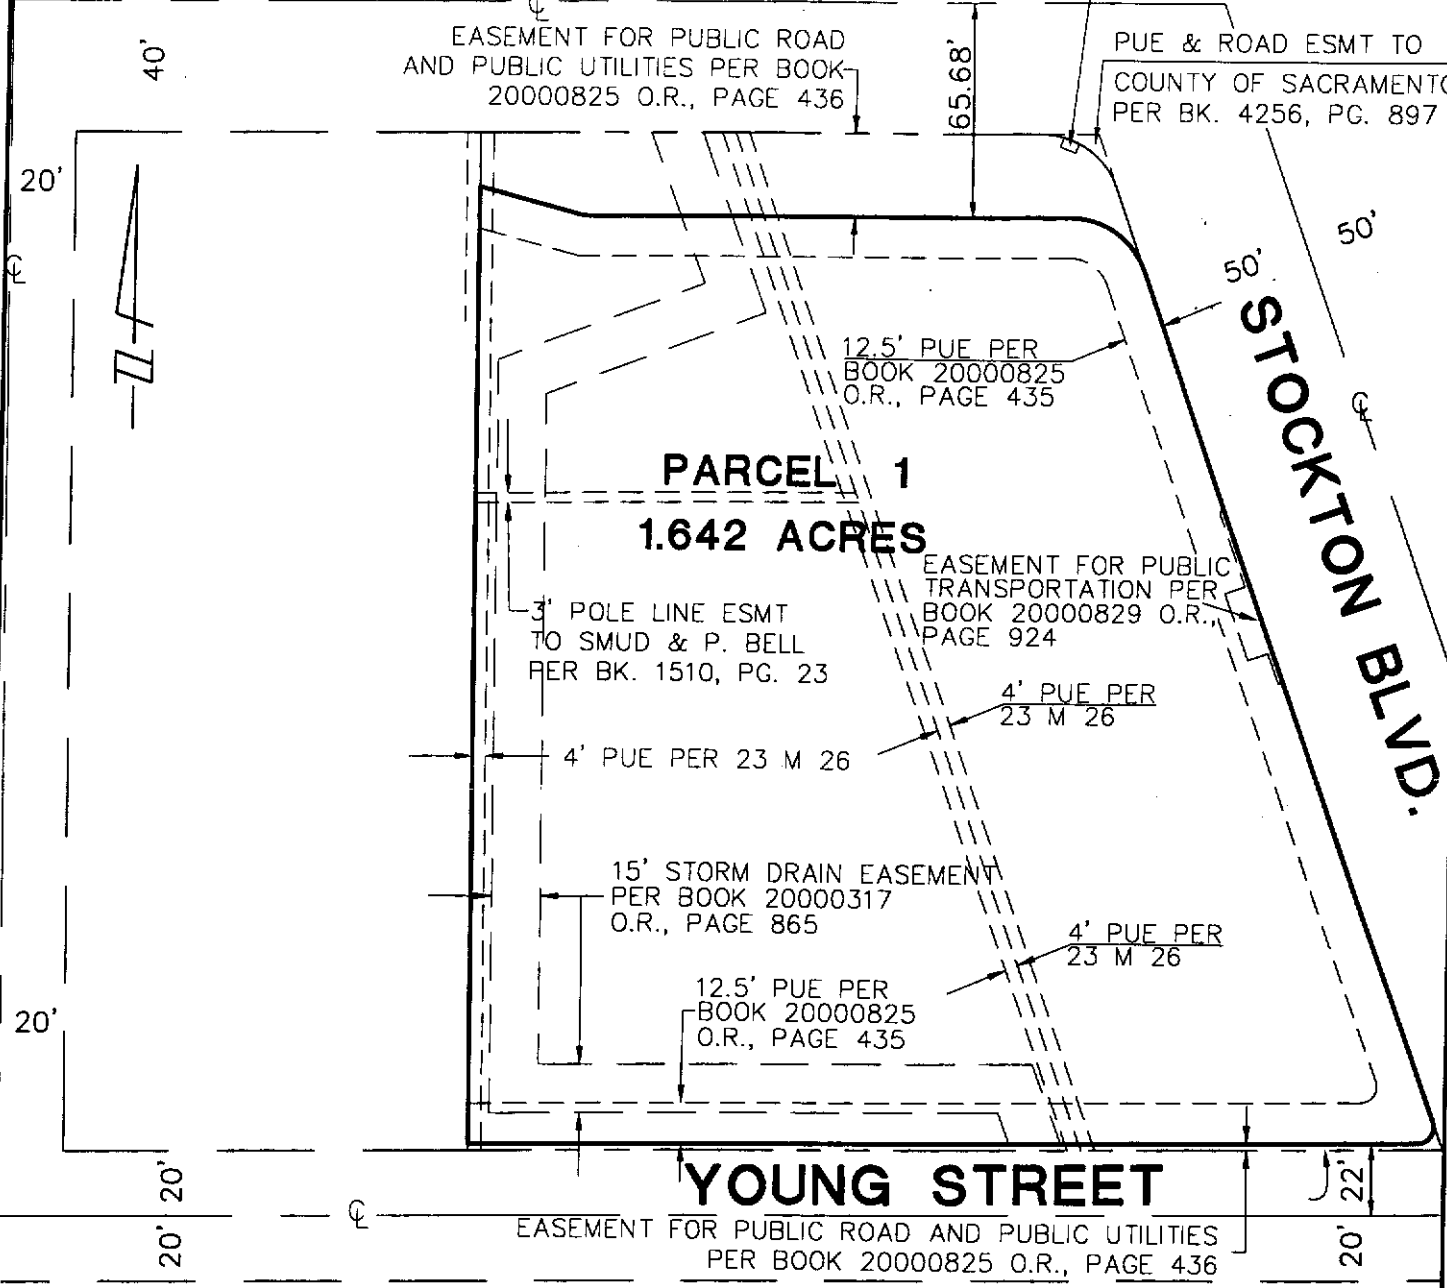 ℄
EASEMENT FOR PUBLIC ROAD
AND PUBLIC UTILITIES PER BOOK
20000825 O.R., PAGE 436
40'
65.68'
PUE & ROAD ESMT TO
COUNTY OF SACRAMENTO
PER BK. 4256, PG. 897
20'
℄
50'
50'
STOCKTON BLVD.
℄
12.5' PUE PER
BOOK 20000825
O.R., PAGE 435
PARCEL 1
1.642 ACRES
EASEMENT FOR PUBLIC
TRANSPORTATION PER
BOOK 20000829 O.R.,
PAGE 924
3' POLE LINE ESMT
TO SMUD & P. BELL
PER BK. 1510, PG. 23
4' PUE PER
23 M 26
4' PUE PER 23 M 26
15' STORM DRAIN EASEMENT
PER BOOK 20000317
O.R., PAGE 865
4' PUE PER
23 M 26
12.5' PUE PER
BOOK 20000825
O.R., PAGE 435
20'
20'
YOUNG STREET
22'
℄
20'
EASEMENT FOR PUBLIC ROAD AND PUBLIC UTILITIES
PER BOOK 20000825 O.R., PAGE 436
20'